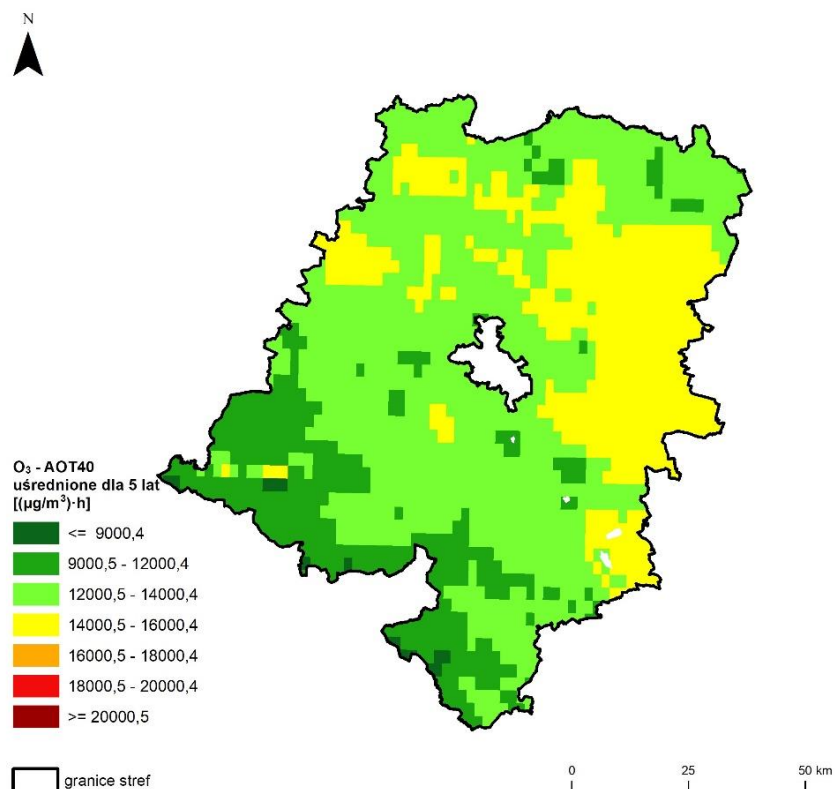 N
O₃ - AOT40
uśrednione dla 5 lat
[(µg/m³)·h]
<= 9000,4
9000,5 - 12000,4
12000,5 - 14000,4
14000,5 - 16000,4
16000,5 - 18000,4
18000,5 - 20000,4
>= 20000,5
granice stref
0 25 50 km